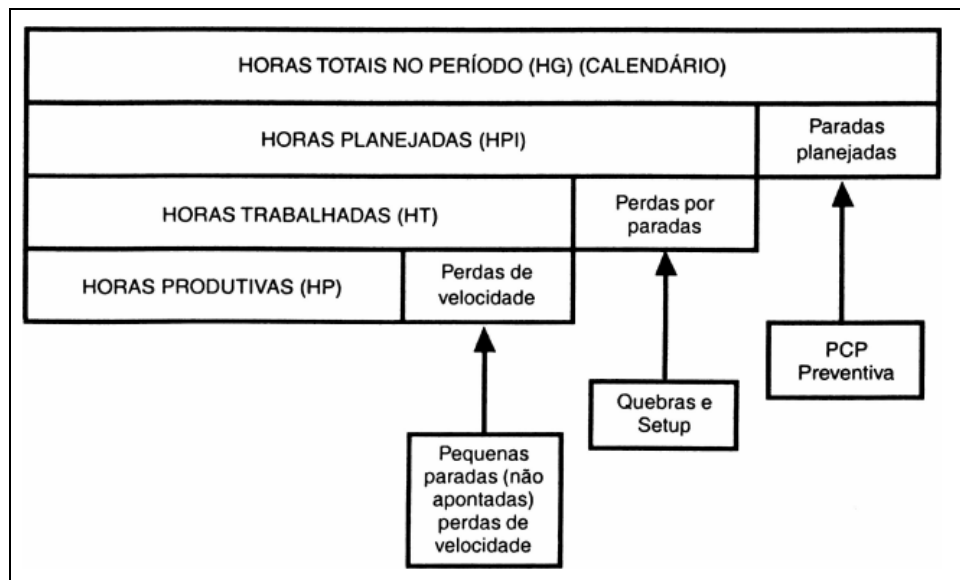 HORAS TOTAIS NO PERÍODO (HG) (CALENDÁRIO)
HORAS PLANEJADAS (HPI)
Paradas
planejadas
HORAS TRABALHADAS (HT)
Perdas por
paradas
HORAS PRODUTIVAS (HP)
Perdas de
velocidade
PCP
Preventiva
Quebras e
Setup
Pequenas
paradas (não
apontadas)
perdas de
velocidade